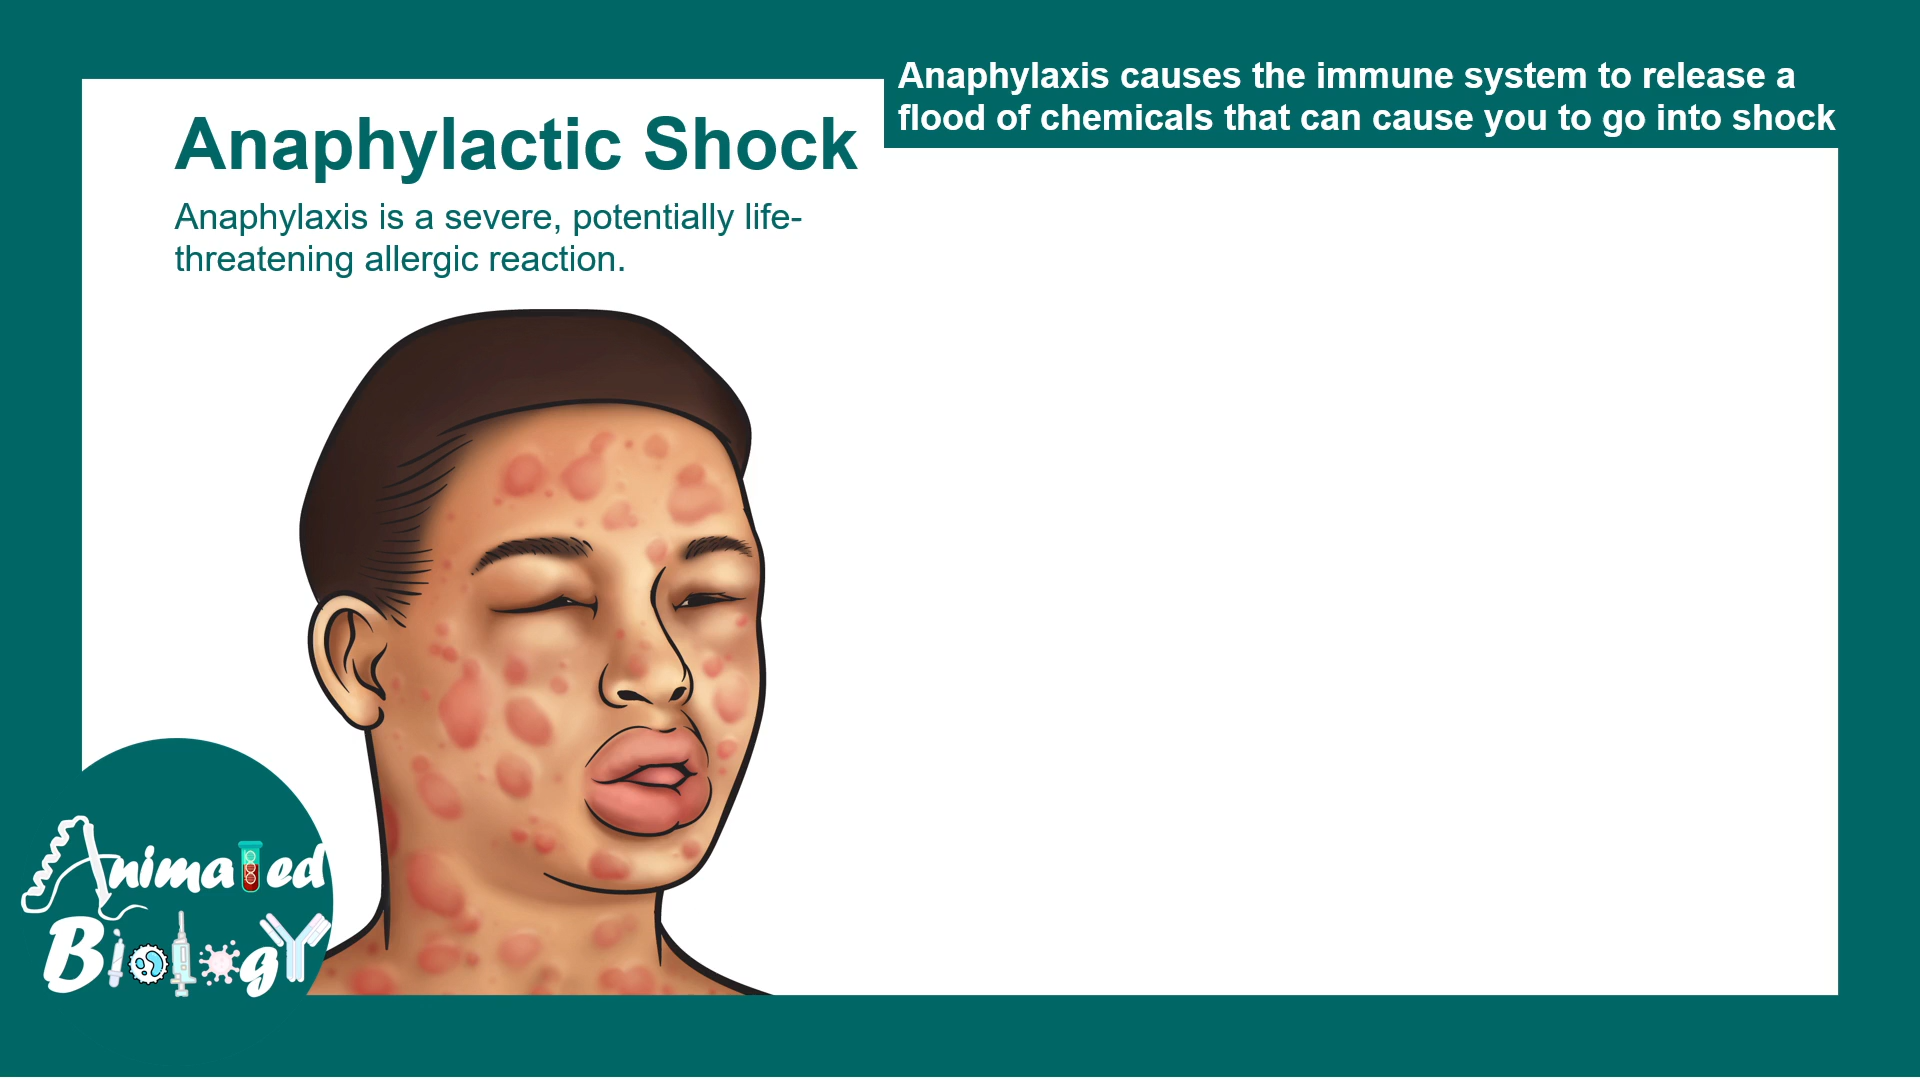 Anaphylaxis causes the immune system to release a
flood of chemicals that can cause you to go into shock
Anaphylactic Shock
Anaphylaxis is a severe, potentially life-
threatening allergic reaction.
Animated
Biology